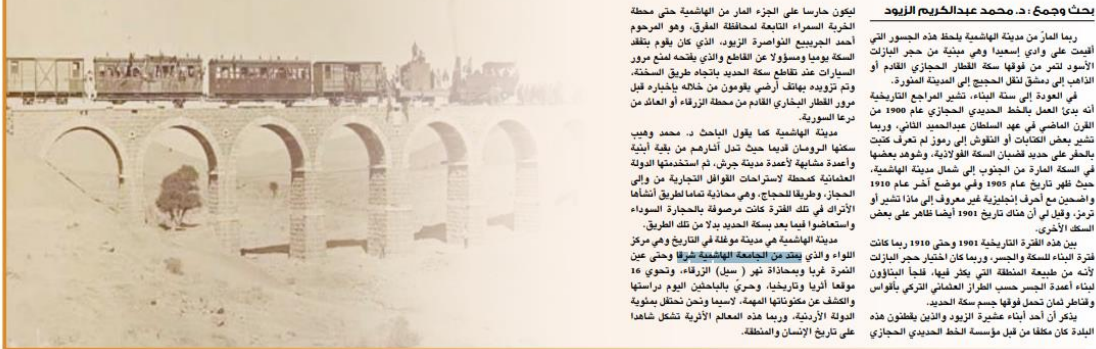 بحث وجمع : د. محمد عبدالكريم الزيود
ربما المارّ من مدينة الهاشمية يلحظ هذه الجسور التي
أقيمت على وادي إسعيدا وهي مبنية من حجر البازلت
الأسود لتمر من فوقها سكة القطار الحجازي القادم أو
الذاهب إلى دمشق لنقل الحجيج إلى المدينة المنورة.
في العودة إلى سنة البناء، تشير المراجع التاريخية
أنه بدئ العمل بالخط الحديدي الحجازي عام 1900 من
القرن الماضي في عهد السلطان عبدالحميد الثاني، وربما
تشير بعض الكتابات أو النقوش إلى رموز لم تعرف كتبت
بالحفر على حديد قضبان السكة الفولاذية، وشوهد بعضها
في السكة المارة من الجنوب إلى شمال مدينة الهاشمية،
حيث ظهر تاريخ عام 1905 وفي موضع آخر عام 1910
واضحين مع أحرف إنجليزية غير معروف إلى ماذا تشير أو
ترمز، وقيل لي أن هناك تاريخ 1901 أيضا ظاهر على بعض
السكك الأخرى.
بين هذه الفترة التاريخية 1901 وحتى 1910 ربما كانت
فترة البناء للسكة والجسر، وربما كان اختيار حجر البازلت
لأنه من طبيعة المنطقة التي يكثر فيها، فلجأ البناؤون
لبناء أعمدة الجسر حسب الطراز العثماني التركي بأقواس
وقناطر ثمان تحمل فوقها جسم سكة الحديد.
يذكر أن أحد أبناء عشيرة الزيود والذين يقطنون هذه
البلدة كان مكلفا من قبل مؤسسة الخط الحديدي الحجازي
ليكون حارسا على الجزء المار من الهاشمية حتى محطة
الخربة السمراء التابعة لمحافظة المفرق، وهو المرحوم
أحمد الجريبيع النواصرة الزيود، الذي كان يقوم بتفقد
السكة يوميا ومسؤولا عن القاطع والذي يفتحه لمنع مرور
السيارات عند تقاطع سكة الحديد باتجاه طريق السخنة،
وتم تزويده بهاتف أرضي يقومون من خلاله بإخباره قبل
مرور القطار البخاري القادم من محطة الزرقاء أو العائد من
درعا السورية.
مدينة الهاشمية كما يقول الباحث د. محمد وهيب
سكنها الرومان قديما حيث تدل آثارهم من بقية أبنية
وأعمدة مشابهة لأعمدة مدينة جرش، ثم استخدمتها الدولة
العثمانية كمحطة لاستراحات القوافل التجارية من وإلى
الحجاز، وطريقا للحجاج، وهي محاذية تماما لطريق أنشأها
الأتراك في تلك الفترة كانت مرصوفة بالحجارة السوداء
واستعاضوا فيما بعد بسكة الحديد بدلا من تلك الطريق.
مدينة الهاشمية هي مدينة موغلة في التاريخ وهي مركز
اللواء والذي يمتد من الجامعة الهاشمية شرقا وحتى عين
النمرة غربا وبمحاذاة نهر ( سيل) الزرقاء، وتحوي 16
موقعا أثريا وتاريخيا، وحريّ بالباحثين اليوم دراستها
والكشف عن مكنوناتها المهمة، لاسيما ونحن نحتفل بمئوية
الدولة الأردنية، وربما هذه المعالم الأثرية تشكل شاهدا
على تاريخ الإنسان والمنطقة.